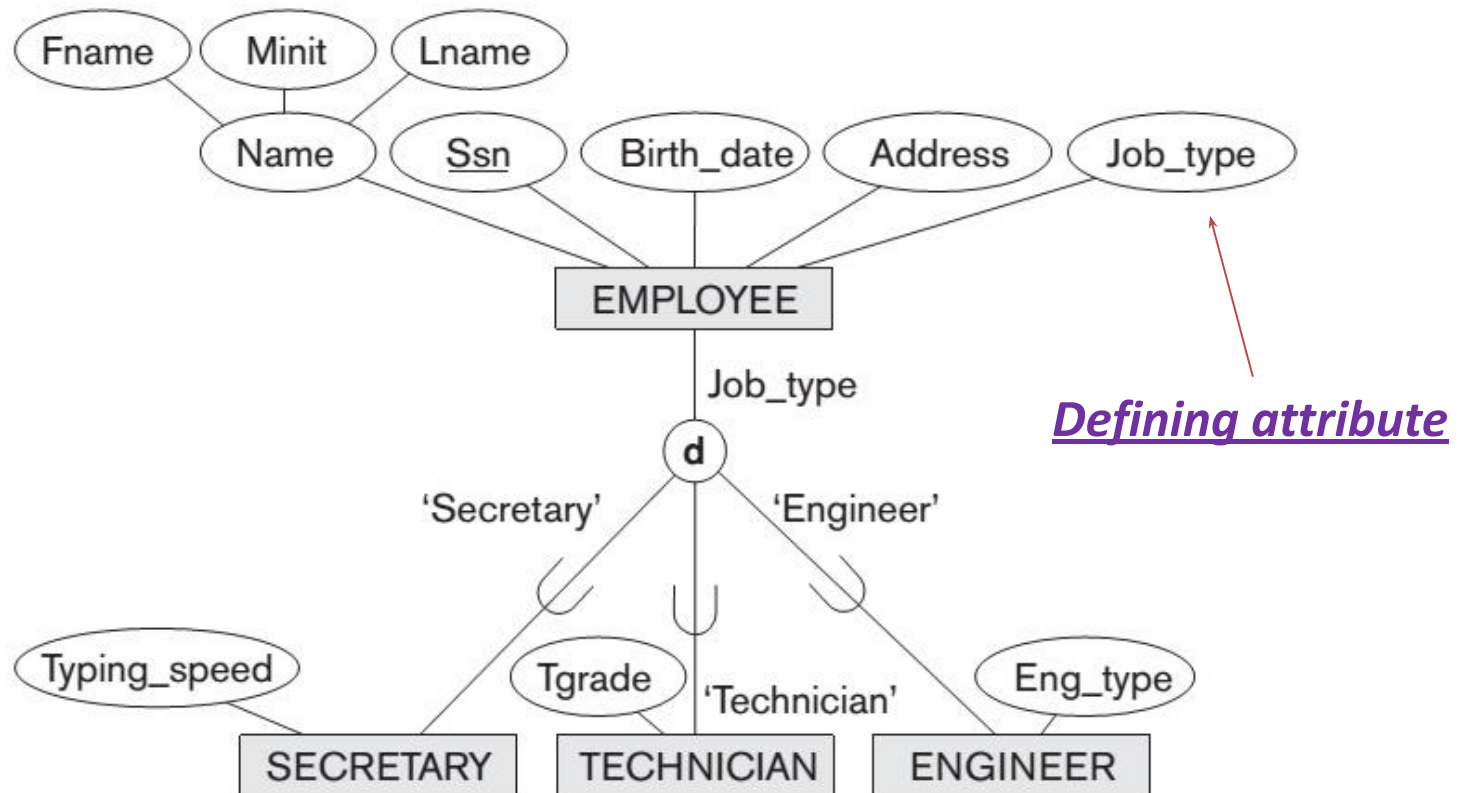 Fname Minit Lname
Name Ssn Birth_date Address Job_type
EMPLOYEE
Job_type
Defining attribute
d
‘Secretary’ ‘Engineer’
Typing_speed Tgrade Eng_type
‘Technician’
SECRETARY TECHNICIAN ENGINEER